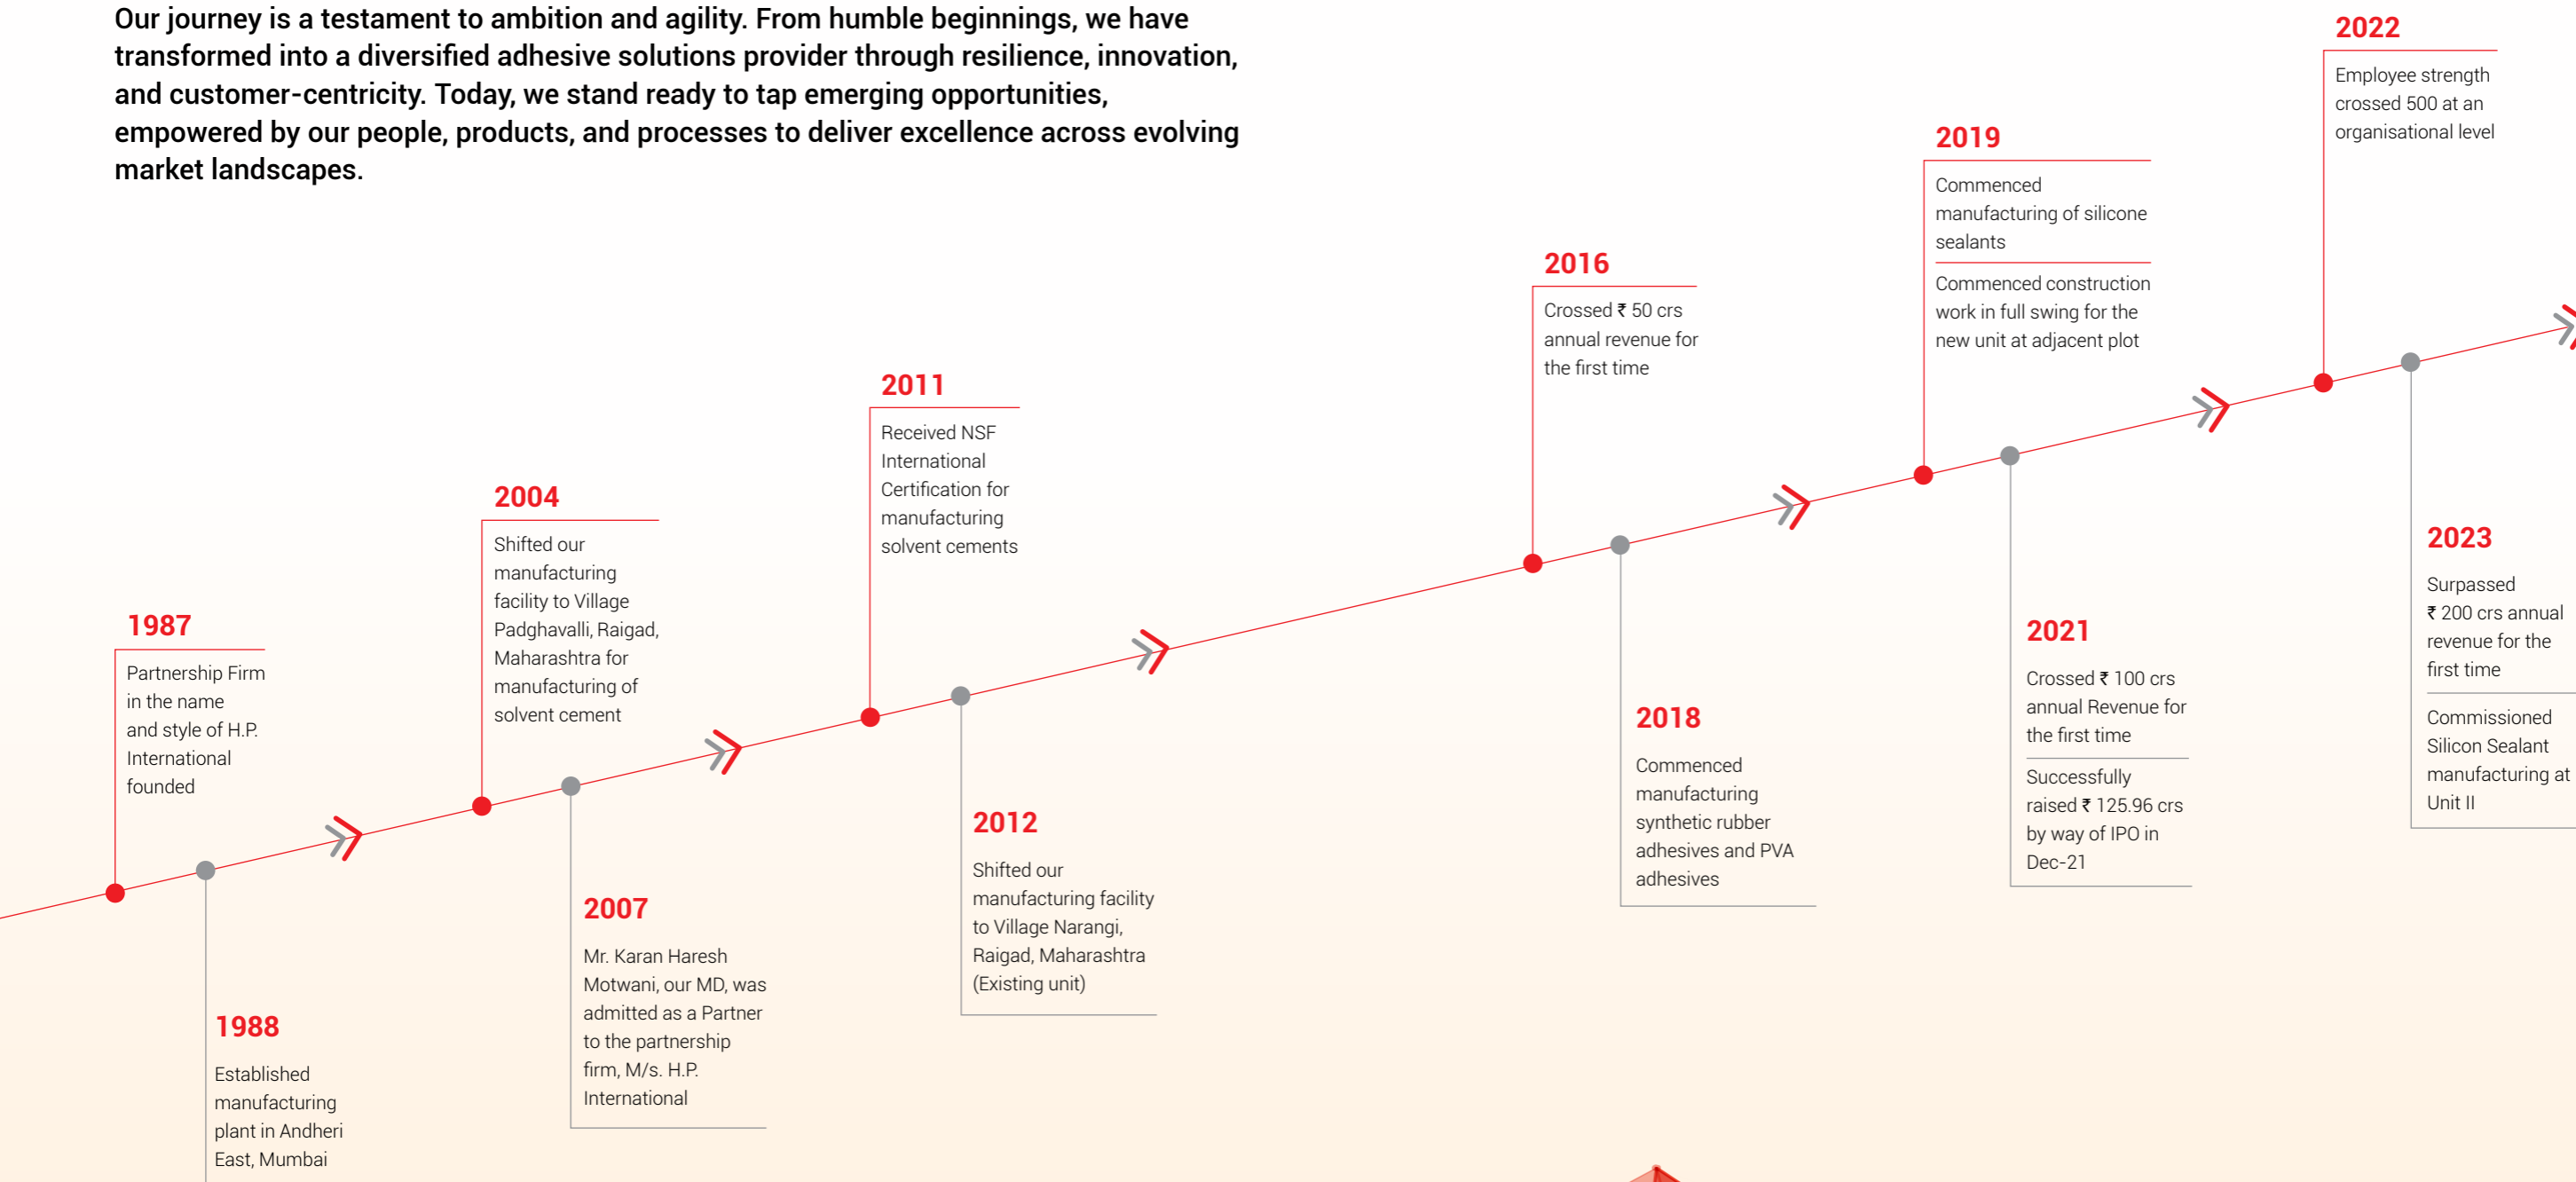 Our journey is a testament to ambition and agility. From humble beginnings, we have
transformed into a diversified adhesive solutions provider through resilience, innovation,
and customer-centricity. Today, we stand ready to tap emerging opportunities,
empowered by our people, products, and processes to deliver excellence across evolving
market landscapes.
1987
Partnership Firm
in the name
and style of H.P.
International
founded
1988
Established
manufacturing
plant in Andheri
East, Mumbai
2004
Shifted our
manufacturing
facility to Village
Padghavalli, Raigad,
Maharashtra for
manufacturing of
solvent cement
2007
Mr. Karan Haresh
Motwani, our MD, was
admitted as a Partner
to the partnership
firm, M/s. H.P.
International
2011
Received NSF
International
Certification for
manufacturing
solvent cements
2012
Shifted our
manufacturing facility
to Village Narangi,
Raigad, Maharashtra
(Existing unit)
2016
Crossed ₹ 50 crs
annual revenue for
the first time
2018
Commenced
manufacturing
synthetic rubber
adhesives and PVA
adhesives
2019
Commenced
manufacturing of silicone
sealants
Commenced construction
work in full swing for the
new unit at adjacent plot
2021
Crossed ₹ 100 crs
annual Revenue for
the first time
Successfully
raised ₹ 125.96 crs
by way of IPO in
Dec-21
2022
Employee strength
crossed 500 at an
organisational level
2023
Surpassed
₹ 200 crs annual
revenue for the
first time
Commissioned
Silicon Sealant
manufacturing at
Unit II